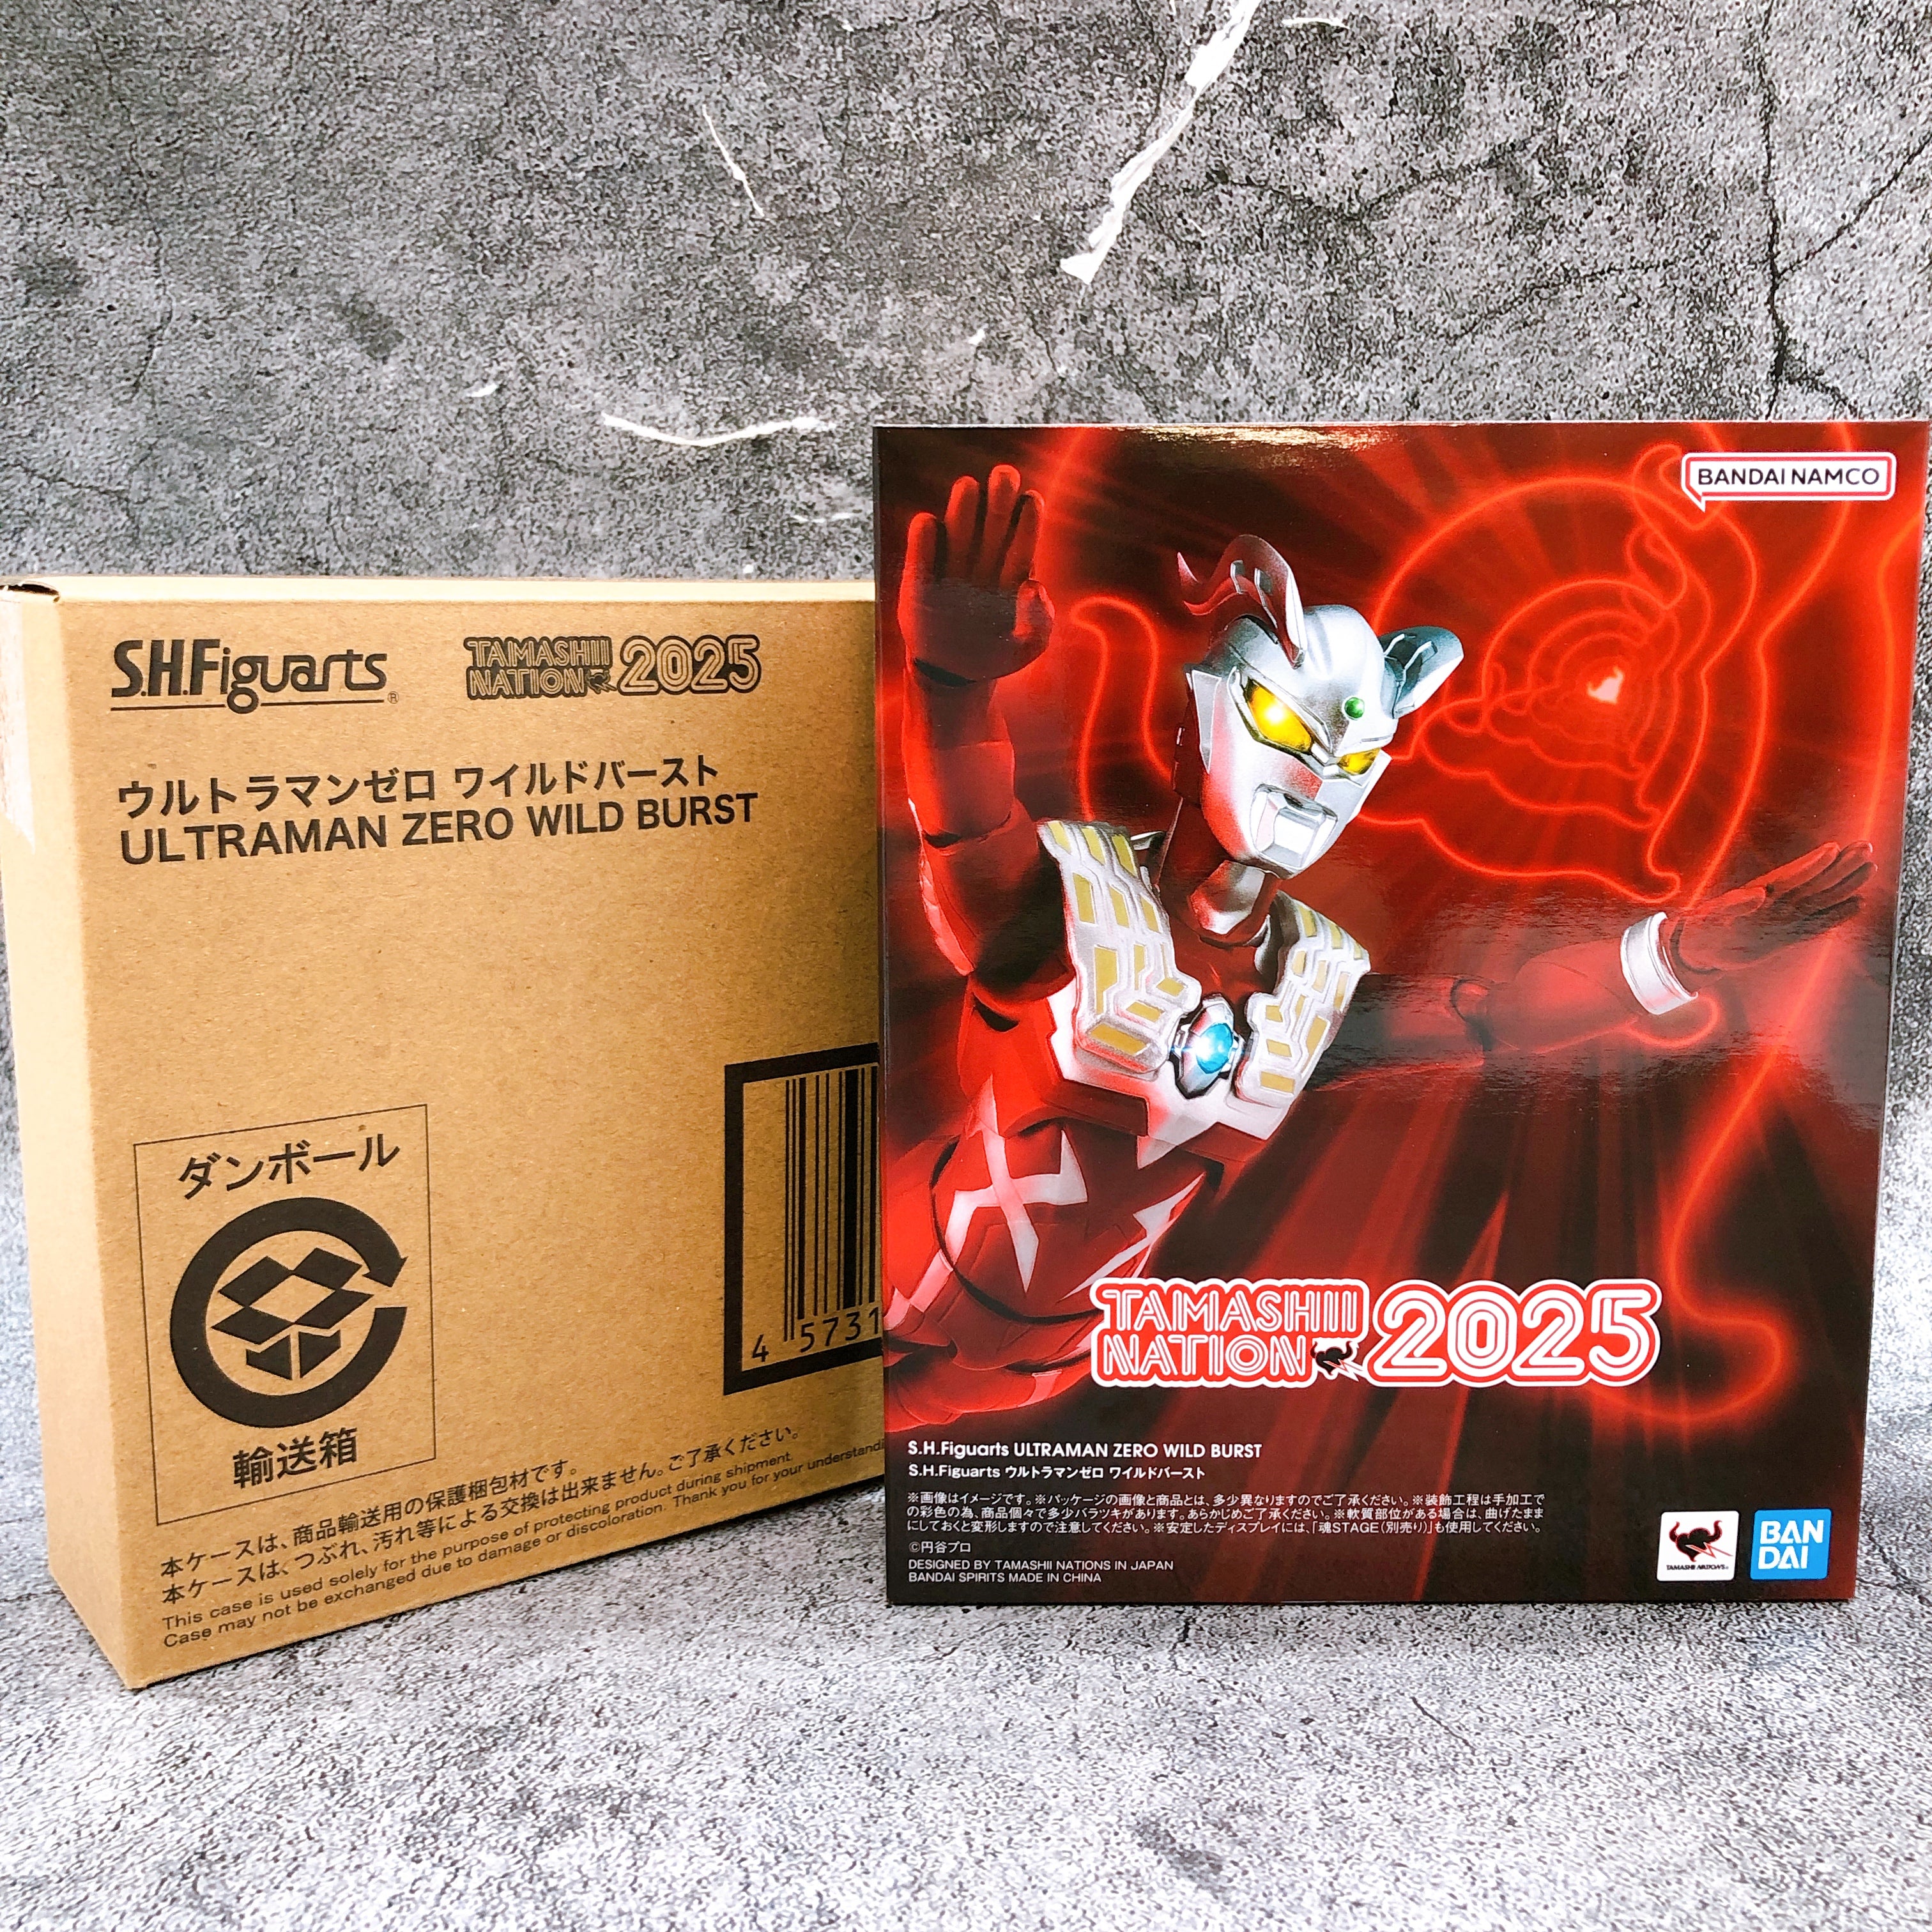 S.H.Figuarts®
TAMASHII
NATION 2025
ウルトラマンゼロ ワイルドバースト
ULTRAMAN ZERO WILD BURST
ダンボール
輸送箱
4 5731
本ケースは、商品輸送用の保護梱包材です。
本ケースは、つぶれ、汚れ等による交換は出来ません。ご了承ください。
This case is used solely for the purpose of protecting product during shipment.
Case may not be exchanged due to damage or discoloration. Thank you for your
BANDAI NAMCO
TAMASHII
NATION 2025
S.H.Figuarts ULTRAMAN ZERO WILD BURST
S.H.Figuarts ウルトラマンゼロ ワイルドバースト
※画像はイメージです。※パッケージの画像と商品とは、多少異なりますのでご了承ください。※装飾工程は手加工で
の彩色の為、商品個々で多少バラツキがあります。あらかじめご了承ください。※軟質部位がある場合は、曲げたまま
にしておくと変形しますので注意してください。※安定したディスプレイには、「魂STAGE(別売り)」も使用してください。
©円谷プロ
DESIGNED BY TAMASHII NATIONS IN JAPAN
BANDAI SPIRITS MADE IN CHINA
TAMASHII NATIONS
BAN
DAI